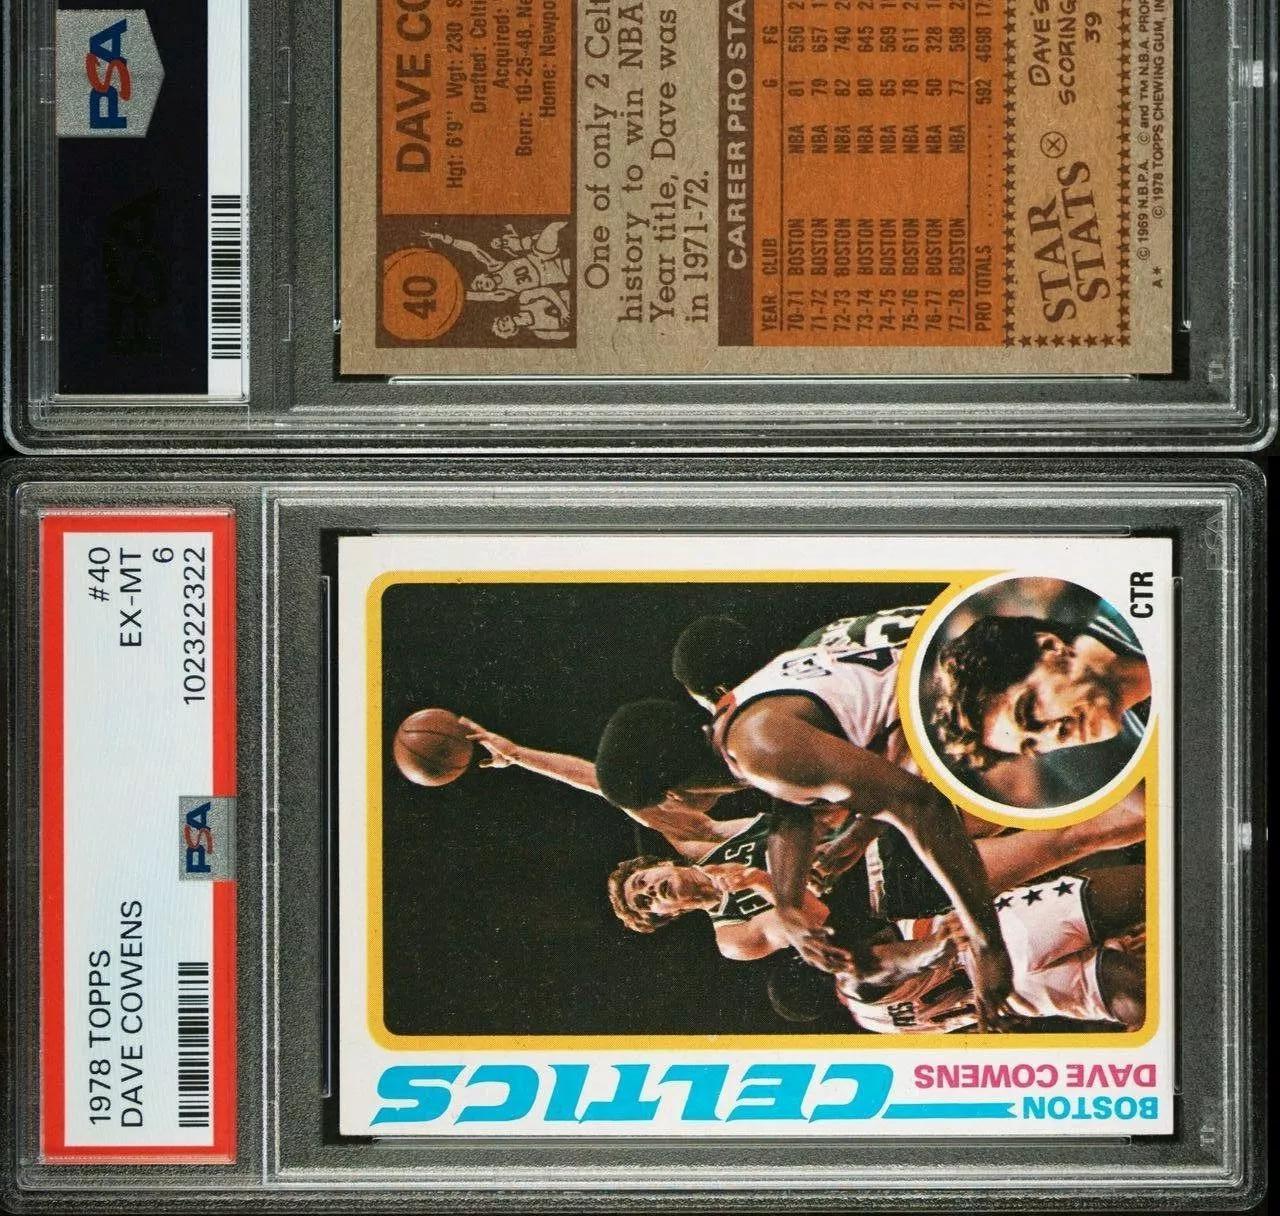 PSA
40
DAVE CO
Hgt: 6'9" Wgt: 230 S
Drafted: Celti
Acquired:
Born: 10-25-48, Ne
Home: Newpo
One of only 2 Celt
history to win NBA
Year title, Dave was
in 1971-72.
CAREER PRO STA
YEAR CLUB G FG
70-71 BOSTON NBA 81 550
71-72 BOSTON NBA 79 657
72-73 BOSTON NBA 82 740
73-74 BOSTON NBA 80 645
74-75 BOSTON NBA 65 569
75-76 BOSTON NBA 78 611
76-77 BOSTON NBA 50 328
77-78 BOSTON NBA 77 598
PRO TOTALS 592 4698
STAR
STATS
DAVE'S
SCORING
39
© 1969 N.B.P.A. © and TM N.B.A. PROP
A* © 1978 TOPPS CHEWING GUM, IN
1978 TOPPS #40
DAVE COWENS EX-MT
6
PSA 10232322
CTR
BOSTON
DAVE COWENS
CELTICS